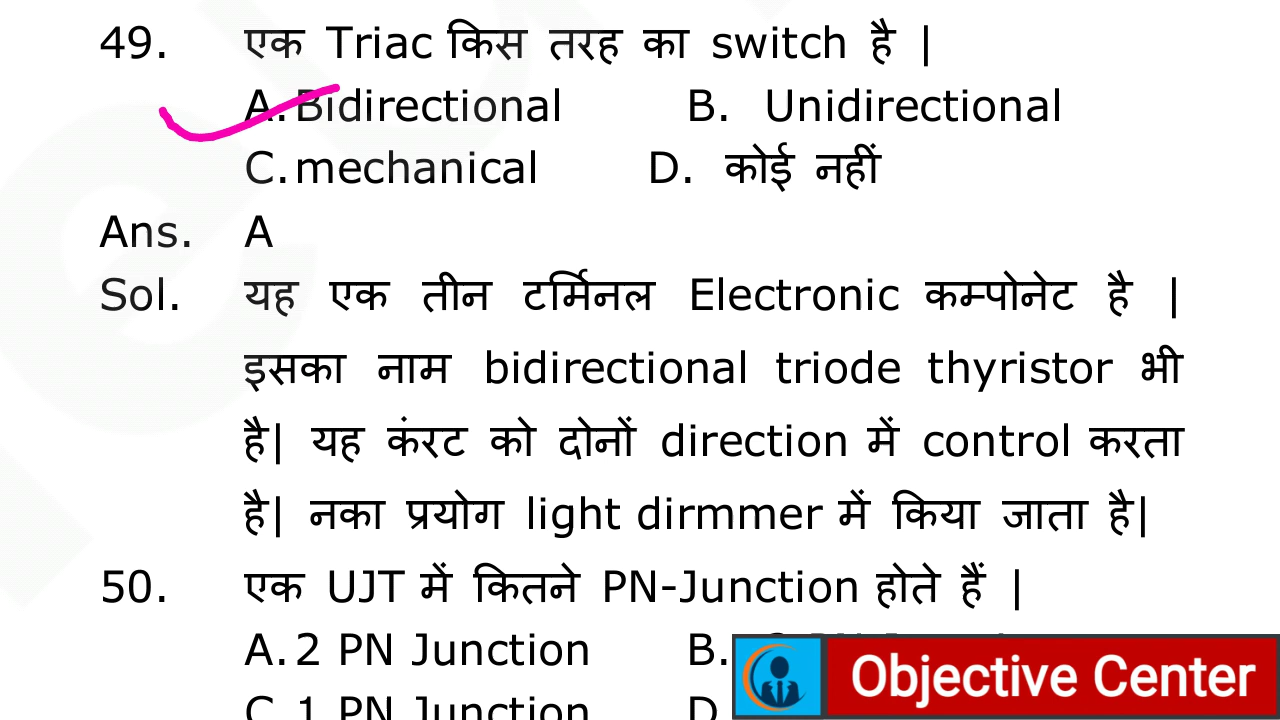 49. एक Triac किस तरह का switch है |
A. Bidirectional B. Unidirectional
C. mechanical D. कोई नहीं
Ans. A
Sol. यह एक तीन टर्मिनल Electronic कम्पोनेट है |
इसका नाम bidirectional triode thyristor भी
है| यह कंरट को दोनों direction में control करता
है| नका प्रयोग light dirmmer में किया जाता है|
50. एक UJT में कितने PN-Junction होते हैं |
A. 2 PN Junction B.
C 1 PN Junction D
Objective Center